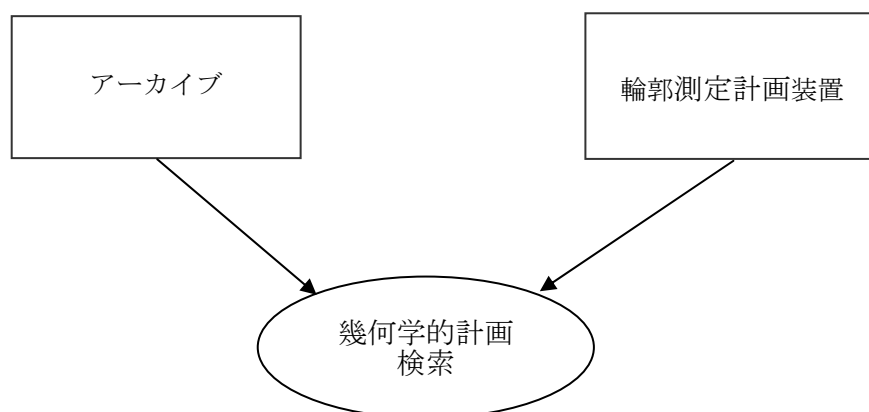 アーカイブ
輪郭測定計画装置
幾何学的計画
検索